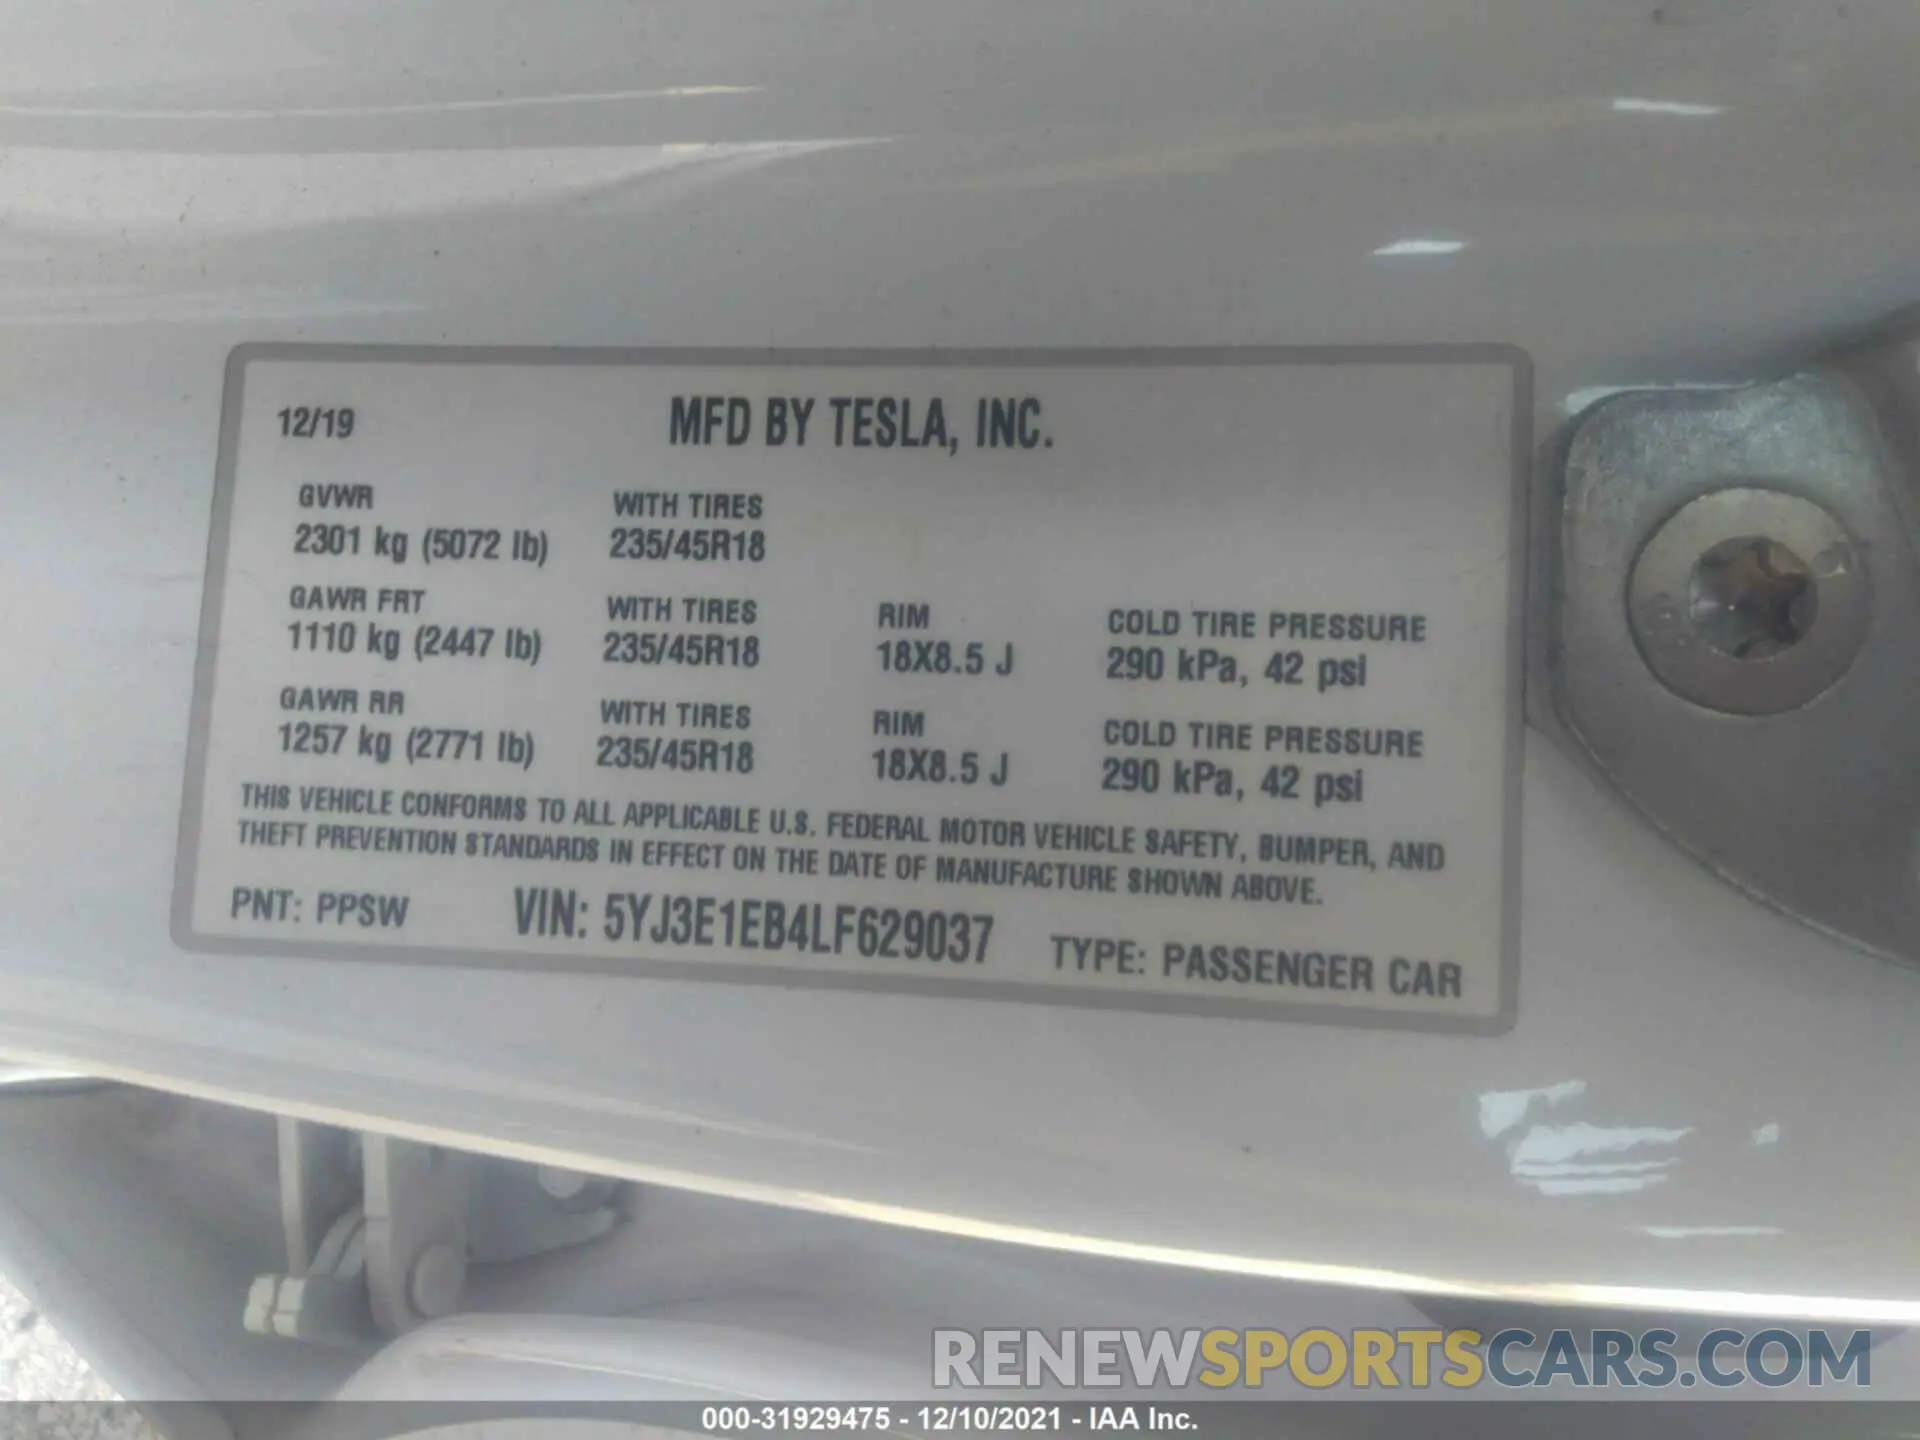 12/19 MFD BY TESLA, INC.
GVWR WITH TIRES
2301 kg (5072 lb) 235/45R18
GAWR FRT WITH TIRES RIM COLD TIRE PRESSURE
1110 kg (2447 lb) 235/45R18 18X8.5 J 290 kPa, 42 psi
GAWR RR WITH TIRES RIM COLD TIRE PRESSURE
1257 kg (2771 lb) 235/45R18 18X8.5 J 290 kPa, 42 psi
THIS VEHICLE CONFORMS TO ALL APPLICABLE U.S. FEDERAL MOTOR VEHICLE SAFETY, BUMPER, AND
THEFT PREVENTION STANDARDS IN EFFECT ON THE DATE OF MANUFACTURE SHOWN ABOVE.
PNT: PPSW VIN: 5YJ3E1EB4LF629037 TYPE: PASSENGER CAR
RENEWSPORTSCARS.COM
000-31929475 - 12/10/2021 - IAA Inc.